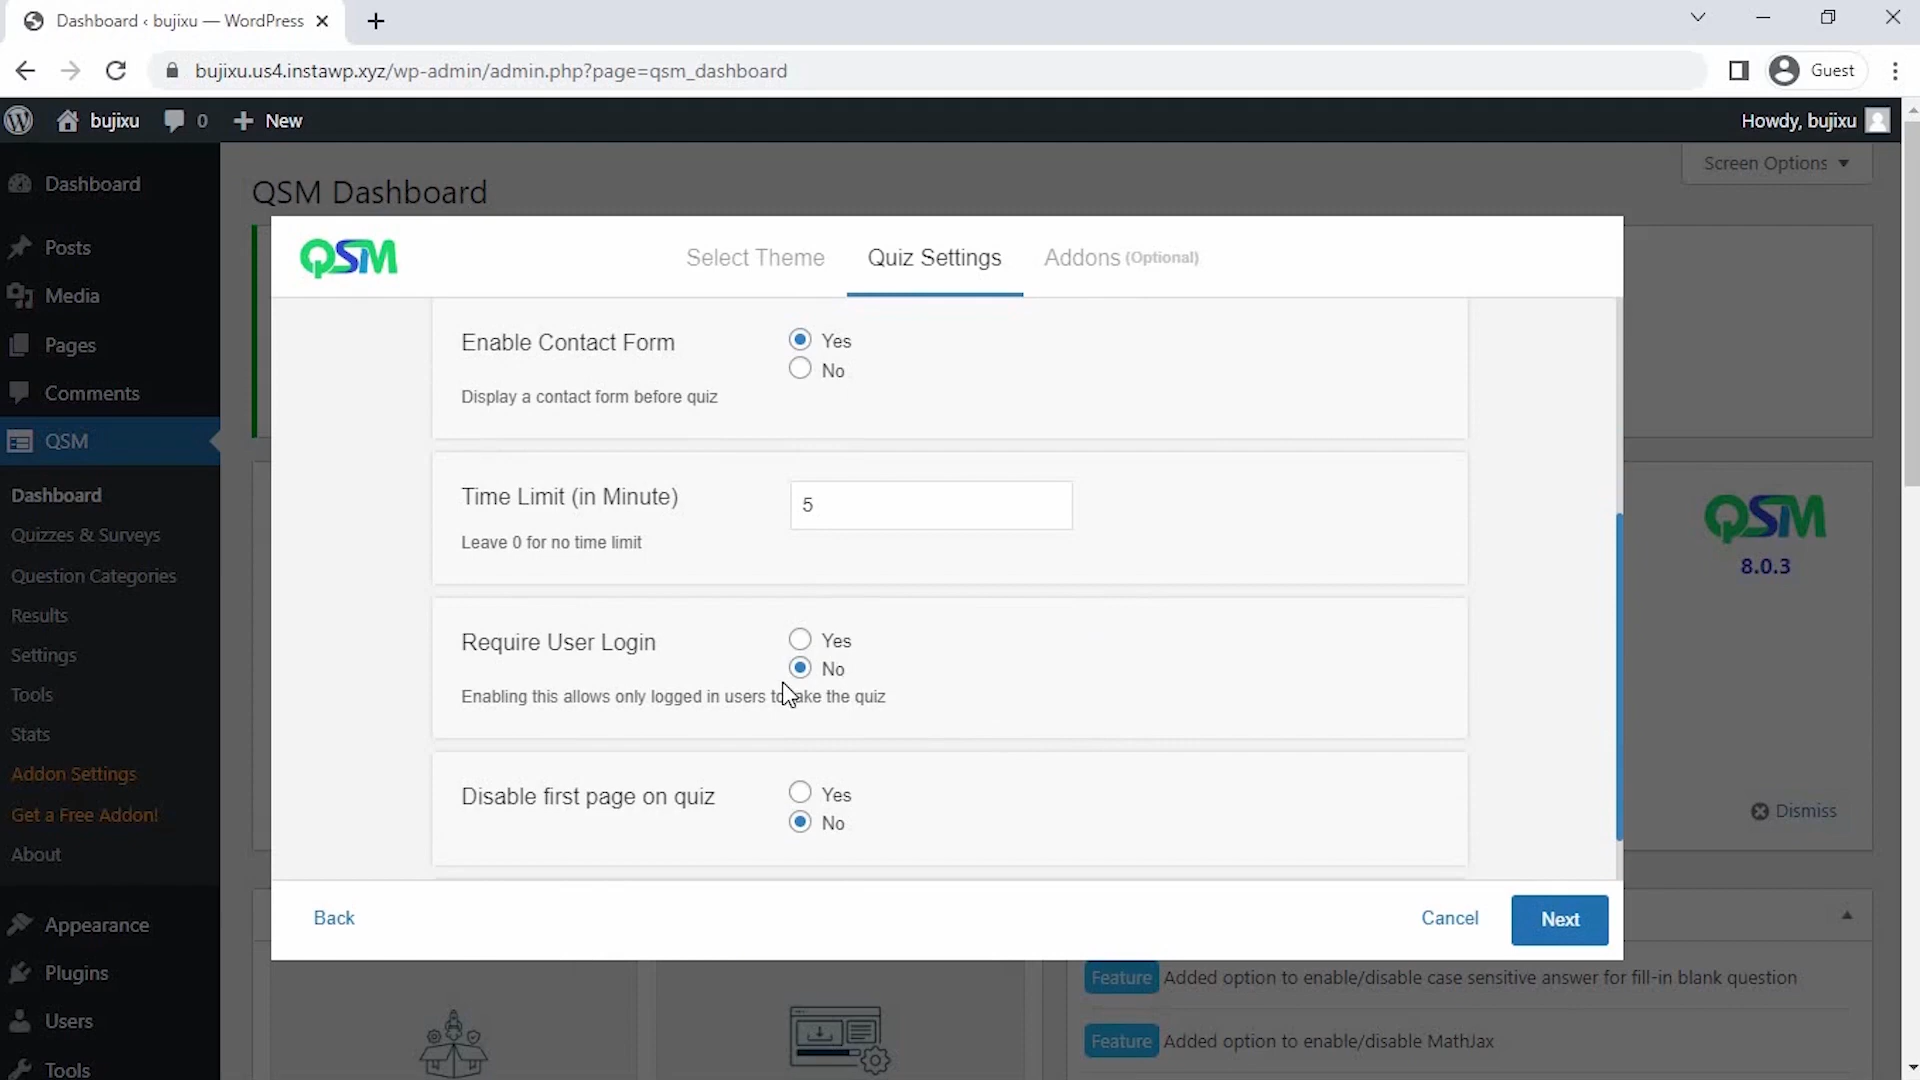 Dashboard ‹ bujixu — WordPress
bujixu.us4.instawp.xyz/wp-admin/admin.php?page=qsm_dashboard
Guest
bujixu
0
New
Howdy, bujixu
Screen Options
Dashboard
Posts
Media
Pages
Comments
QSM
Dashboard
Quizzes & Surveys
Question Categories
Results
Settings
Tools
Stats
Addon Settings
Get a Free Addon!
About
Appearance
Plugins
Users
Tools
QSM Dashboard
QSM
Select Theme
Quiz Settings
Addons (Optional)
Enable Contact Form
Yes
No
Display a contact form before quiz
Time Limit (in Minute)
5
Leave 0 for no time limit
Require User Login
Yes
No
Enabling this allows only logged in users to take the quiz
Disable first page on quiz
Yes
No
Back
Cancel
Next
QSM
8.0.3
Dismiss
Feature Added option to enable/disable case sensitive answer for fill-in blank question
Feature Added option to enable/disable MathJax